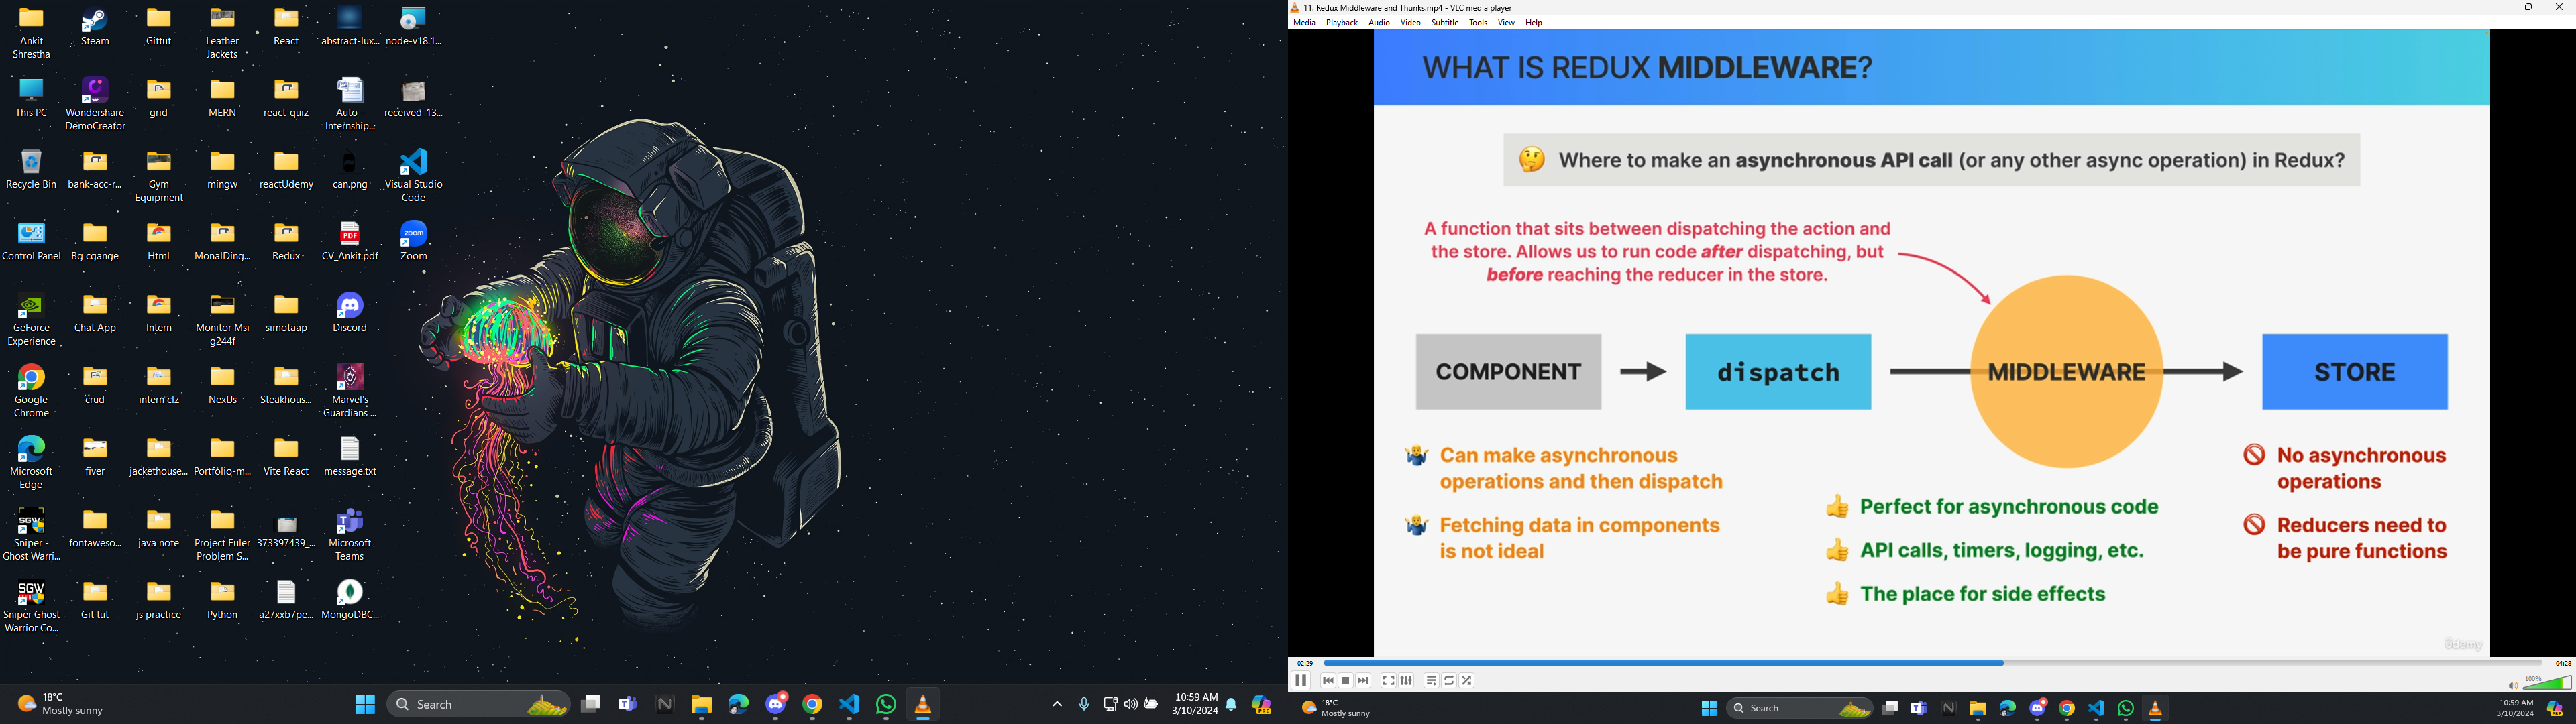 Ankit
Shrestha
Steam
Gittut
Leather
Jackets
React
abstract-lux...
node-v18.1...
This PC
Wondershare
DemoCreator
grid
MERN
react-quiz
Auto -
Internship...
received_13...
Recycle Bin
bank-acc-r...
Gym
Equipment
mingw
reactUdemy
can.png
Visual Studio
Code
Control Panel
Bg cgange
Html
MonalDing...
Redux
CV_Ankit.pdf
Zoom
GeForce
Experience
Chat App
Intern
Monitor Msi
g244f
simotaap
Discord
Google
Chrome
crud
intern clz
NextJs
Steakhous...
Marvel's
Guardians ...
Microsoft
Edge
fiver
jackethouse...
Portfolio-m...
Vite React
message.txt
Sniper -
Ghost Warri...
fontaweso...
java note
Project Euler
Problem S...
373397439_...
Microsoft
Teams
Sniper Ghost
Warrior Co...
Git tut
js practice
Python
a27xxb7pe...
MongoDBC...
18°C
Mostly sunny
Search
10:59 AM
3/10/2024
11. Redux Middleware and Thunks.mp4 - VLC media player
Media Playback Audio Video Subtitle Tools View Help
WHAT IS REDUX MIDDLEWARE?
Where to make an asynchronous API call (or any other async operation) in Redux?
A function that sits between dispatching the action and
the store. Allows us to run code after dispatching, but
before reaching the reducer in the store.
COMPONENT
dispatch
MIDDLEWARE
STORE
Can make asynchronous
operations and then dispatch
Fetching data in components
is not ideal
Perfect for asynchronous code
API calls, timers, logging, etc.
The place for side effects
No asynchronous
operations
Reducers need to
be pure functions
ûdemy
02:29
04:28
100%
18°C
Mostly sunny
Search
10:59 AM
3/10/2024